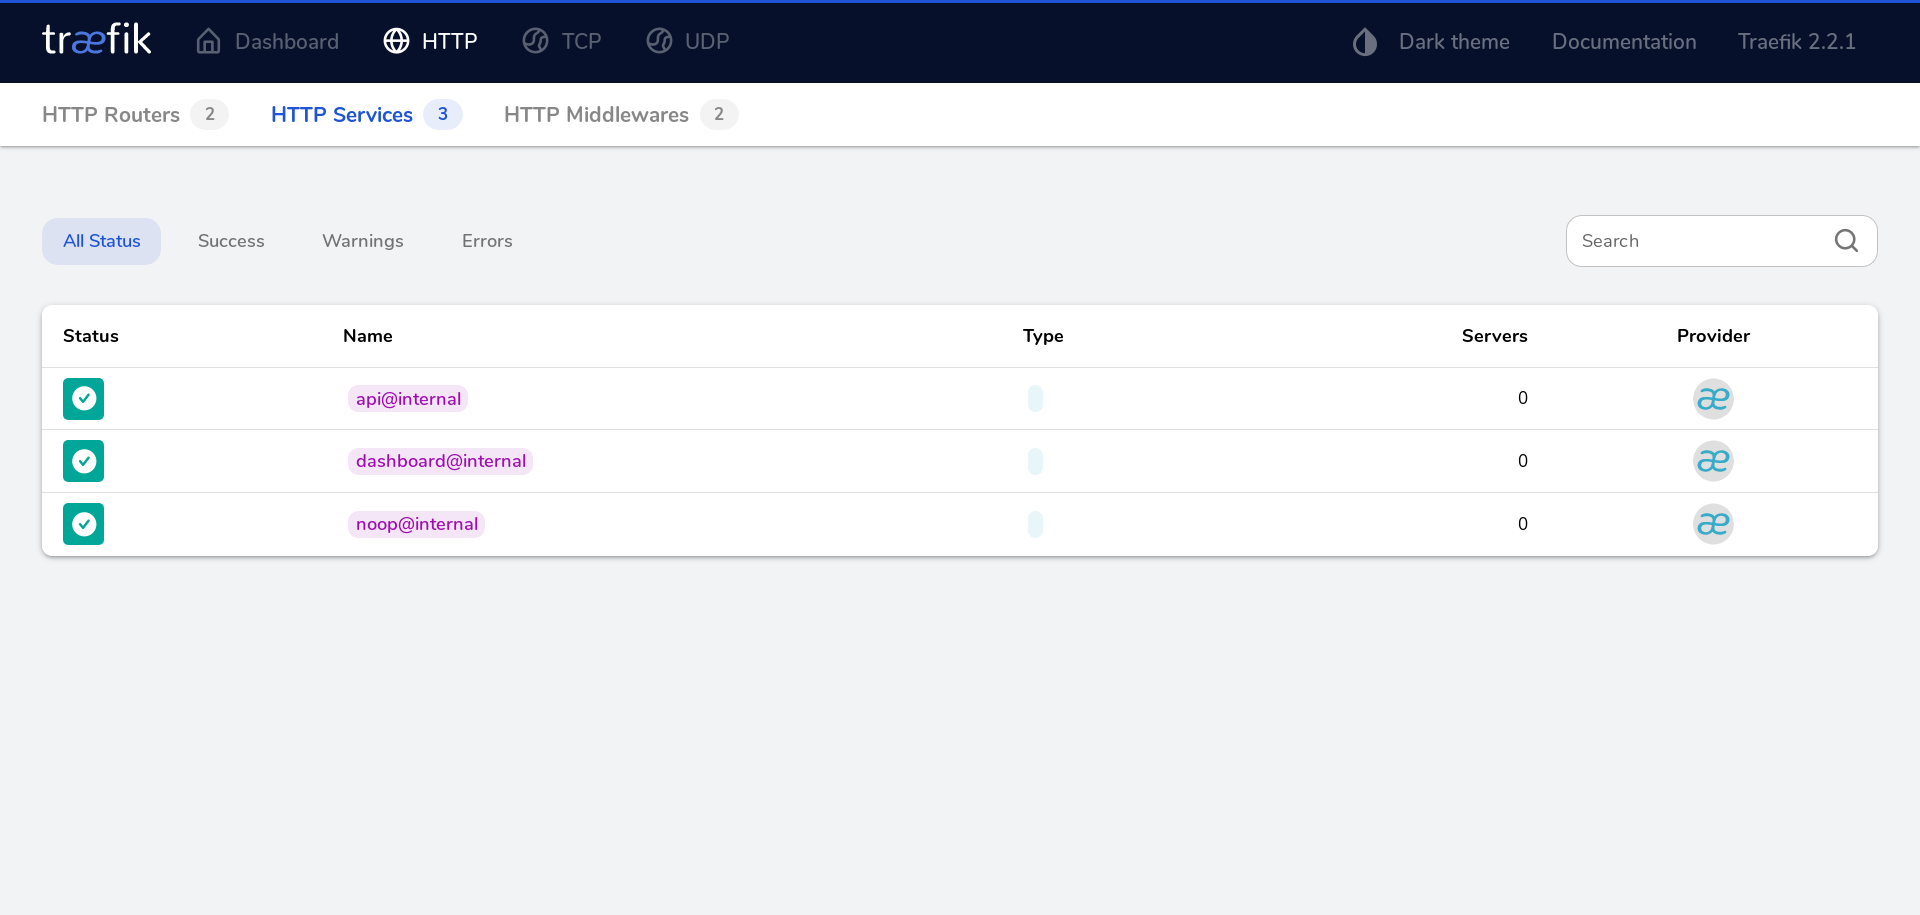 træfik Dashboard HTTP TCP UDP Dark theme Documentation Traefik 2.2.1
HTTP Routers 2 HTTP Services 3 HTTP Middlewares 2
All Status Success Warnings Errors Search
Status Name Type Servers Provider
api@internal 0 æ
dashboard@internal 0 æ
noop@internal 0 æ